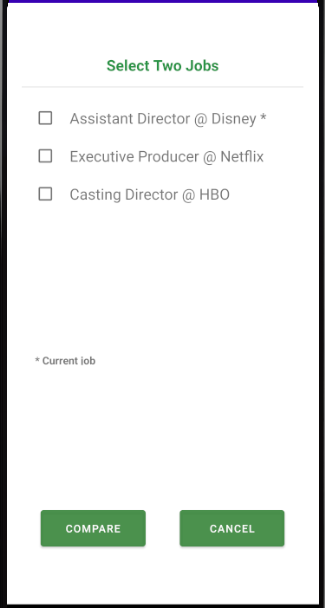 Select Two Jobs
Assistant Director @ Disney *
Executive Producer @ Netflix
Casting Director @ HBO
* Current job
COMPARE
CANCEL